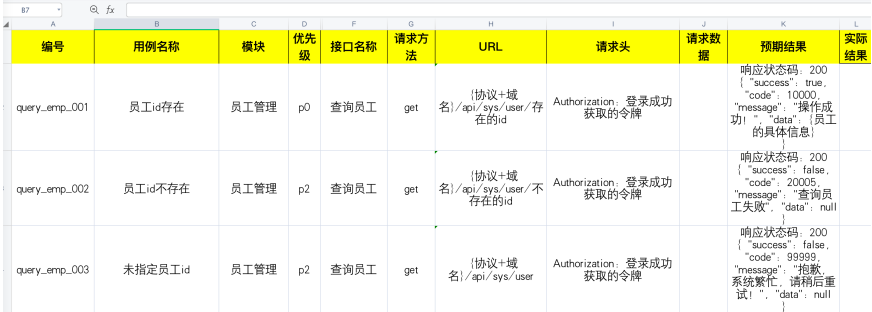 B7
fx
A B C D E F G H I J K L
编号 用例名称 模块 优先级 接口名称 请求方法 URL 请求头 请求数据 预期结果 实际结果
query_emp_001 员工id存在 员工管理 p0 查询员工 get {协议+域名}/api/sys/user/存在的id Authorization：登录成功获取的令牌 响应状态码：200 { "success": true, "code": 10000, "message": "操作成功！", "data": {员工的具体信息} }
query_emp_002 员工id不存在 员工管理 p2 查询员工 get {协议+域名}/api/sys/user/不存在的id Authorization：登录成功获取的令牌 响应状态码：200 { "success": false, "code": 20005, "message": "查询员工失败", "data": null }
query_emp_003 未指定员工id 员工管理 p2 查询员工 get {协议+域名}/api/sys/user Authorization：登录成功获取的令牌 响应状态码：200 { "success": false, "code": 99999, "message": "抱歉，系统繁忙，请稍后重试！", "data": null }